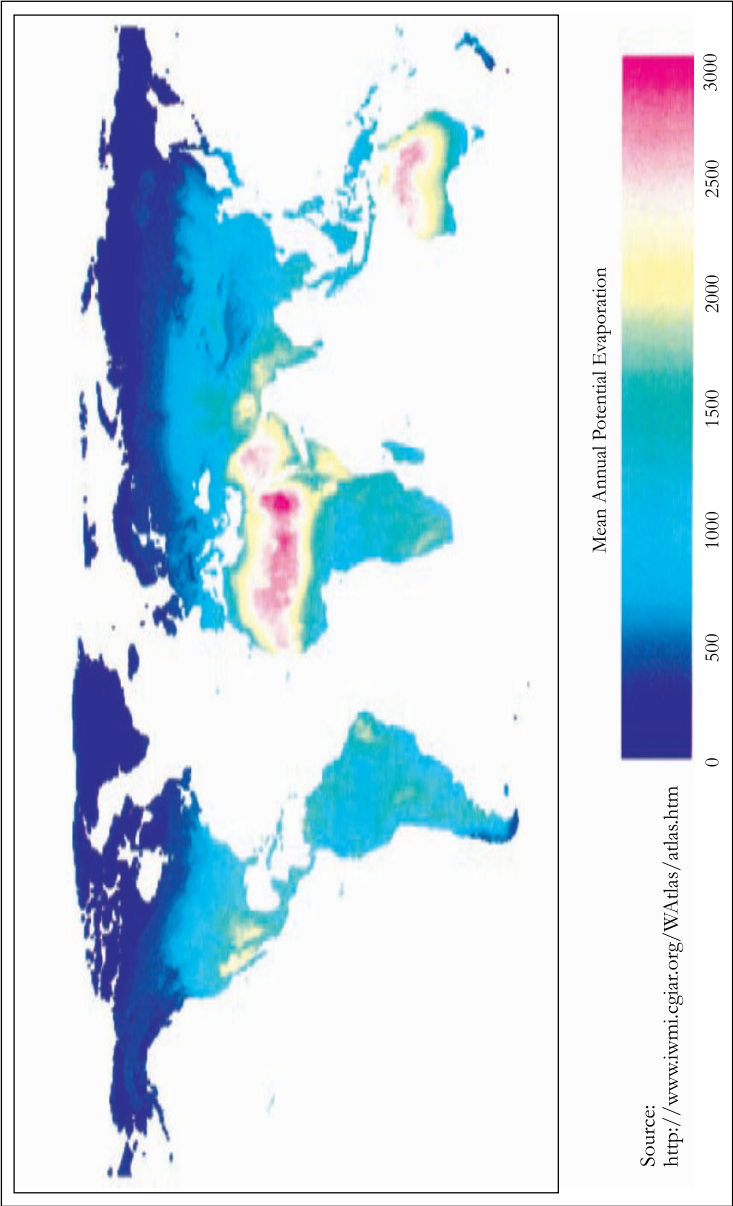 Mean Annual Potential Evaporation
0 500 1000 1500 2000 2500 3000
Source:
http://www.iwmi.cgiar.org/WAtlas/atlas.htm